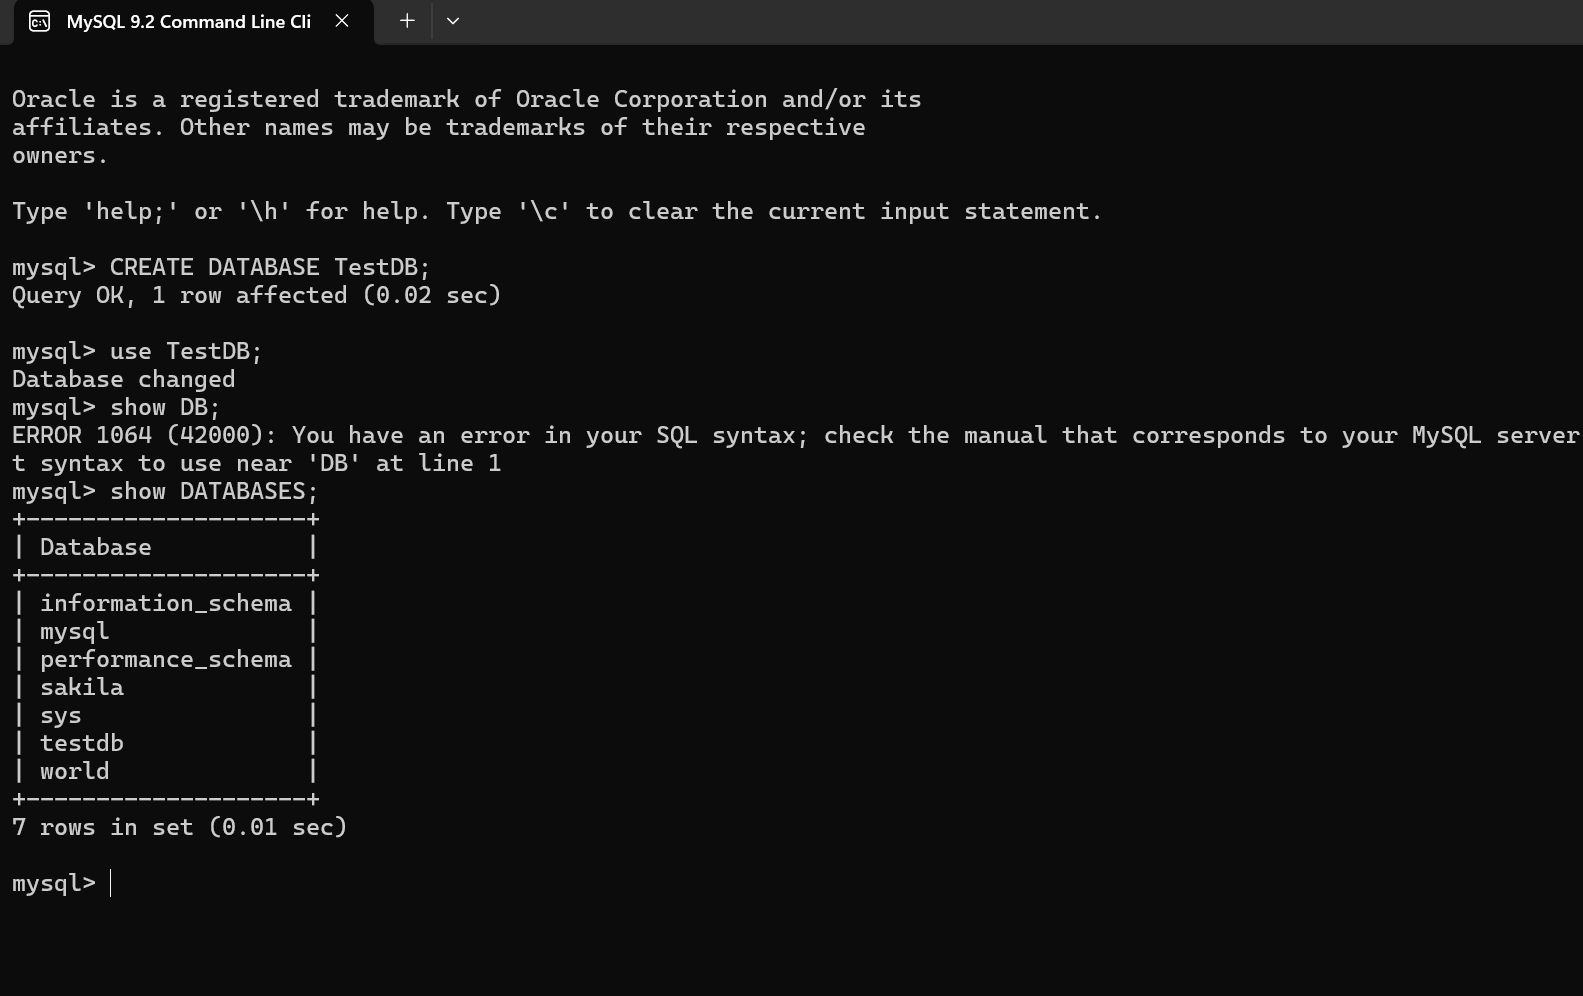 MySQL 9.2 Command Line Cli
Oracle is a registered trademark of Oracle Corporation and/or its
affiliates. Other names may be trademarks of their respective
owners.
Type 'help;' or '\h' for help. Type '\c' to clear the current input statement.
mysql> CREATE DATABASE TestDB;
Query OK, 1 row affected (0.02 sec)
mysql> use TestDB;
Database changed
mysql> show DB;
ERROR 1064 (42000): You have an error in your SQL syntax; check the manual that corresponds to your MySQL server
t syntax to use near 'DB' at line 1
mysql> show DATABASES;
+--------------------+
| Database           |
+--------------------+
| information_schema |
| mysql              |
| performance_schema |
| sakila             |
| sys                |
| testdb             |
| world              |
+--------------------+
7 rows in set (0.01 sec)
mysql>